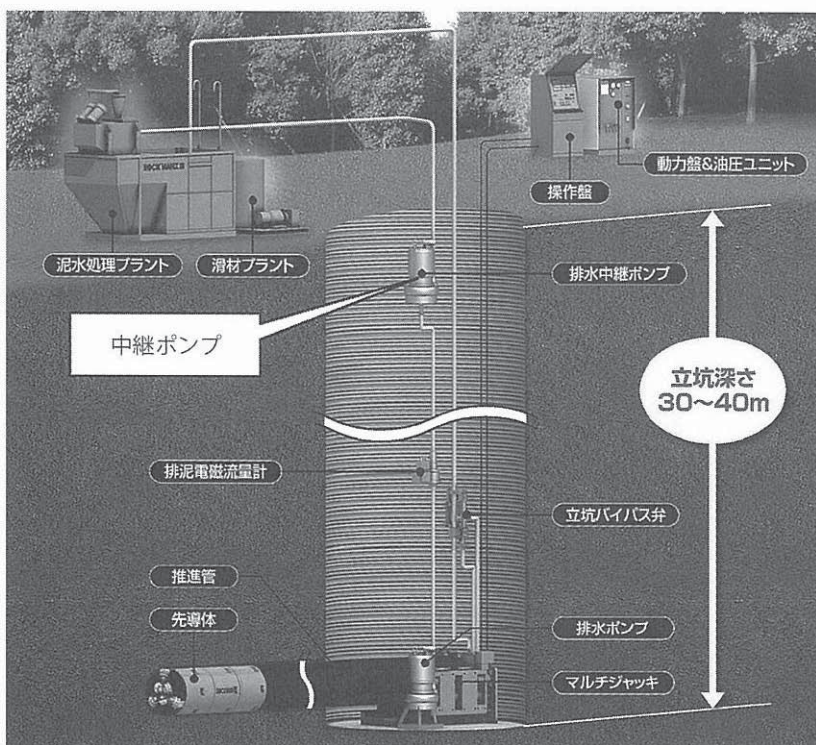 動力盤&油圧ユニット
操作盤
泥水処理プラント
滑材プラント
排水中継ポンプ
中継ポンプ
立坑深さ
30〜40m
排泥電磁流量計
立坑バイパス弁
推進管
先導体
排水ポンプ
マルチジャッキ